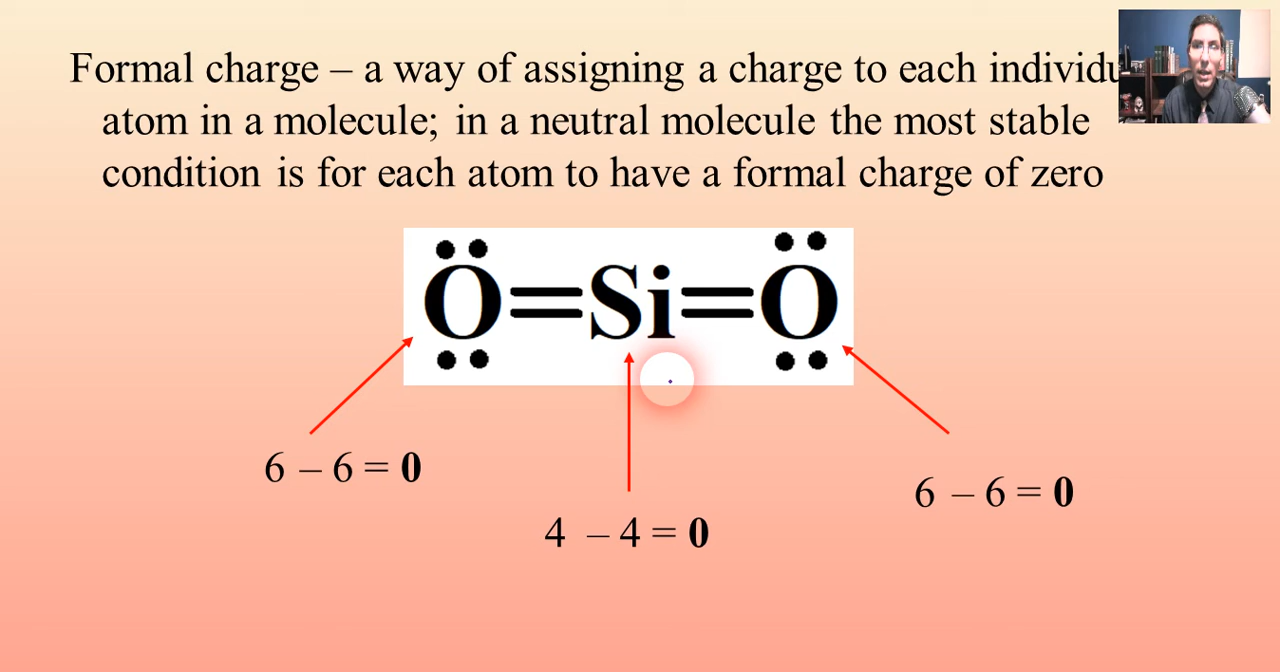 Formal charge – a way of assigning a charge to each
atom in a molecule; in a neutral molecule the most stable
condition is for each atom to have a formal charge of zero
O=Si=O
6 – 6 = 0
6 – 6 = 0
4 – 4 = 0